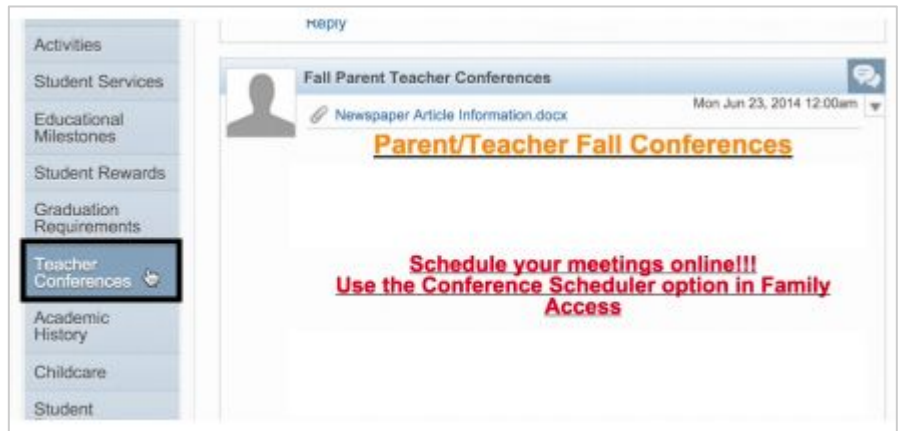 Activities
Student Services
Educational
Milestones
Student Rewards
Graduation
Requirements
Teacher
Conferences
Academic
History
Childcare
Student
Reply
Fall Parent Teacher Conferences
Newspaper Article Information.docx
Mon Jun 23, 2014 12:00am
Parent/Teacher Fall Conferences
Schedule your meetings online!!!
Use the Conference Scheduler option in Family
Access